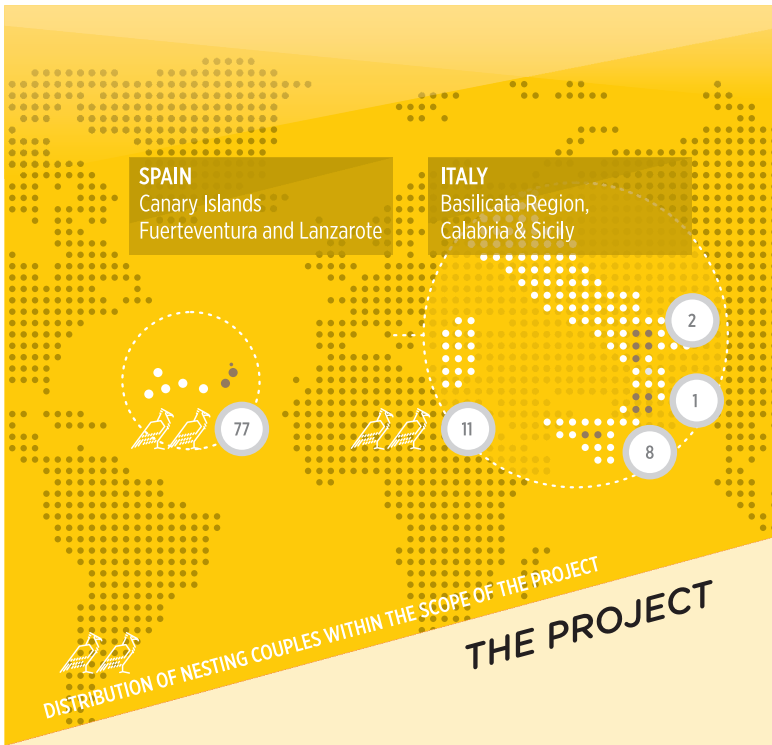 SPAIN
Canary Islands
Fuerteventura and Lanzarote
ITALY
Basilicata Region,
Calabria & Sicily
2
1
77
11
8
DISTRIBUTION OF NESTING COUPLES WITHIN THE SCOPE OF THE PROJECT
THE PROJECT